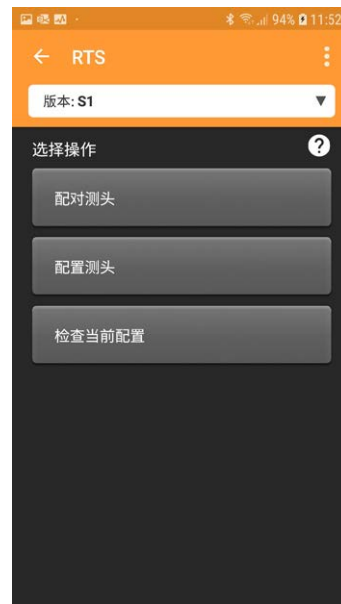 94% 11:52
RTS
版本: S1
选择操作
?
配对测头
配置测头
检查当前配置